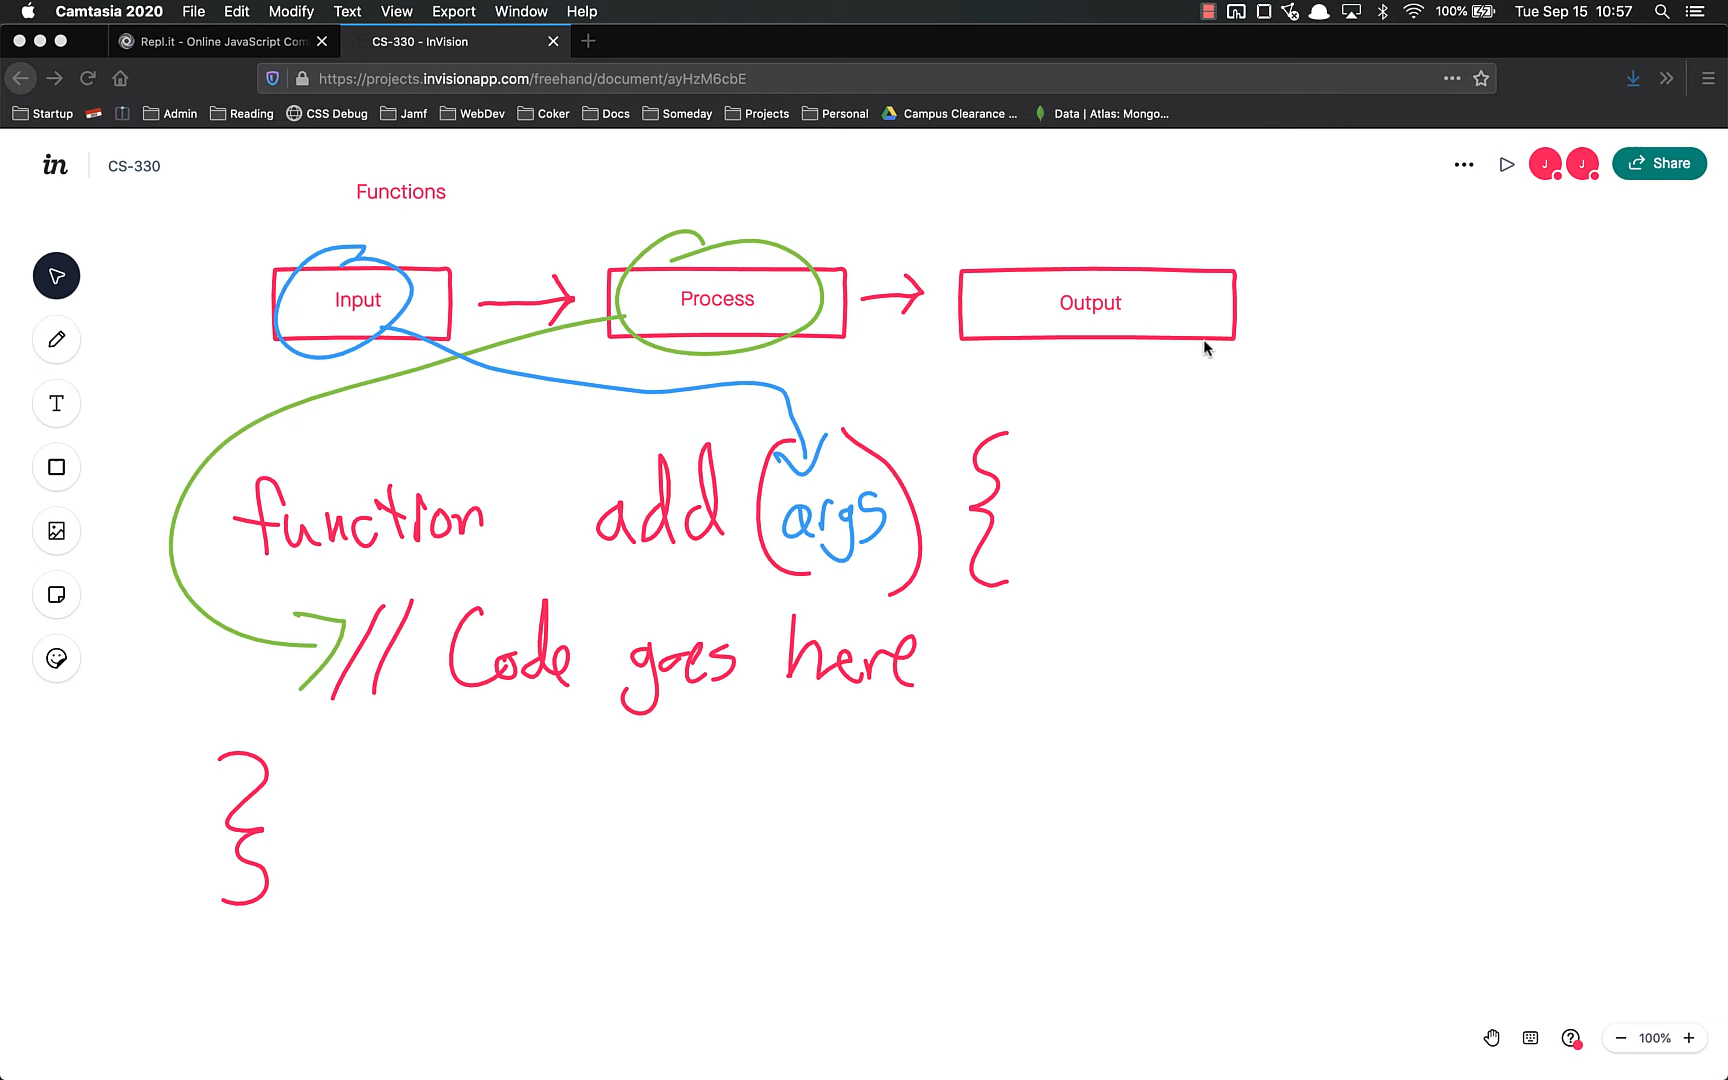 Camtasia 2020 File Edit Modify Text View Export Window Help 100% Tue Sep 15 10:57
Repl.it - Online JavaScript Com CS-330 - InVision
https://projects.invisionapp.com/freehand/document/ayHzM6cbE
Startup Admin Reading CSS Debug Jamf WebDev Coker Docs Someday Projects Personal Campus Clearance ... Data | Atlas: Mongo...
in CS-330 J J Share
Functions
Input Process Output
T
function add (args) {
// Code goes here
}
100%